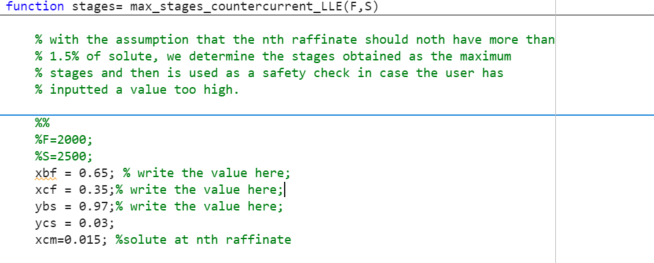 function stages= max_stages_countercurrent_LLE(F,S)
% with the assumption that the nth raffinate should noth have more than
% 1.5% of solute, we determine the stages obtained as the maximum
% stages and then is used as a safety check in case the user has
% inputted a value too high.
%%
%F=2000;
%S=2500;
xbf = 0.65; % write the value here;
xcf = 0.35;% write the value here;
ybs = 0.97;% write the value here;
ycs = 0.03;
xcm=0.015; %solute at nth raffinate